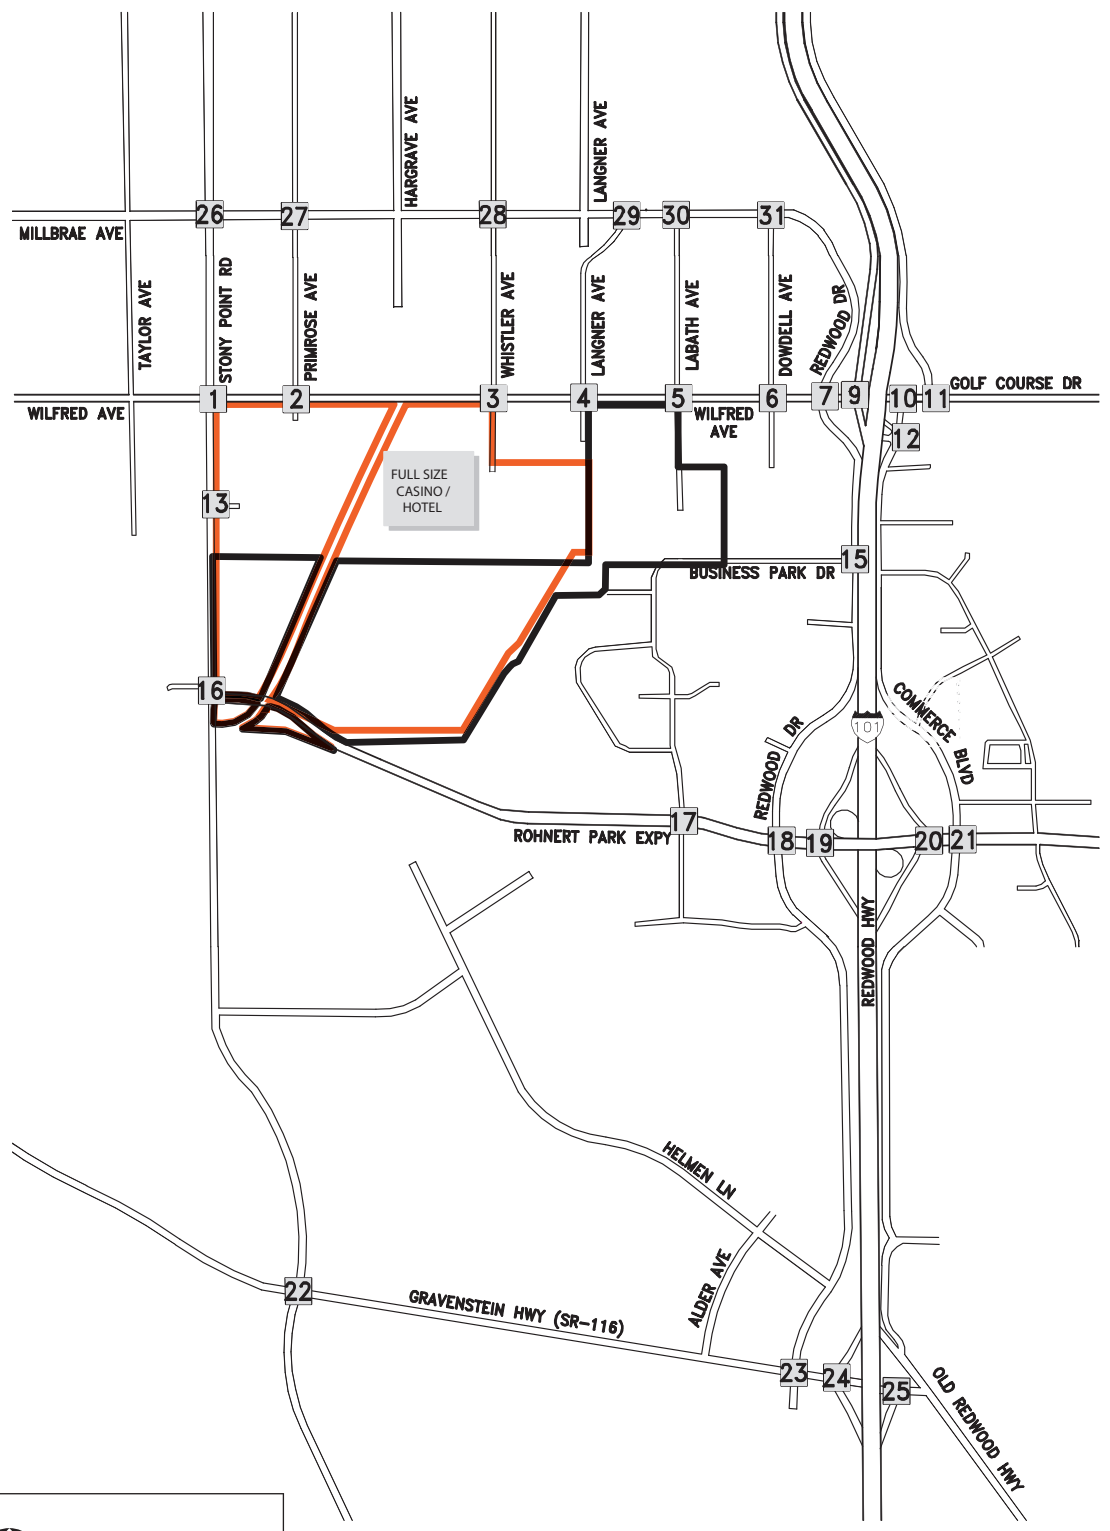 HARGRAVE AVE
LANGNER AVE
26
27
28
29
30
31
MILLBRAE AVE
TAYLOR AVE
STONY POINT RD
PRIMROSE AVE
WHISTLER AVE
LANGNER AVE
LABATH AVE
DOWDELL AVE
REDWOOD DR
GOLF COURSE DR
1
2
3
4
5
6
7
9
10
11
WILFRED AVE
WILFRED
AVE
12
FULL SIZE
CASINO /
HOTEL
13
15
BUSINESS PARK DR
16
COMMERCE BLVD
101
REDWOOD DR
17
ROHNERT PARK EXPY
18
19
20
21
REDWOOD HWY
HELMEN LN
ALDER AVE
22
GRAVENSTEIN HWY (SR-116)
23
24
25
OLD REDWOOD HWY